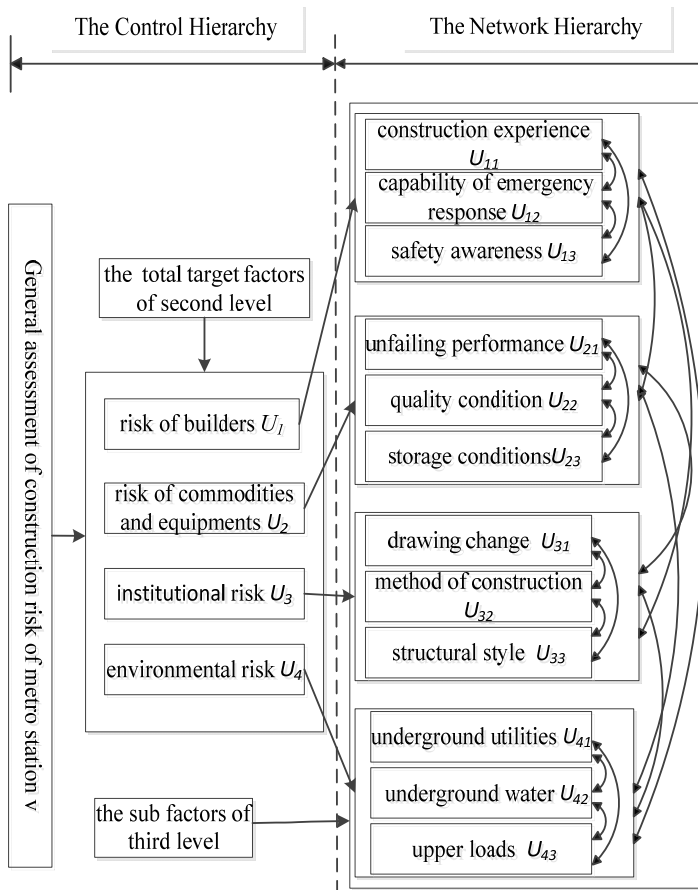 The Control Hierarchy
The Network Hierarchy
General assessment of construction risk of metro station v
the total target factors
of second level
risk of builders U1
risk of commodities
and equipments U2
institutional risk U3
environmental risk U4
the sub factors of
third level
construction experience
U11
capability of emergency
response U12
safety awareness U13
unfailing performance U21
quality condition U22
storage conditionsU23
drawing change U31
method of construction
U32
structural style U33
underground utilities U41
underground water U42
upper loads U43